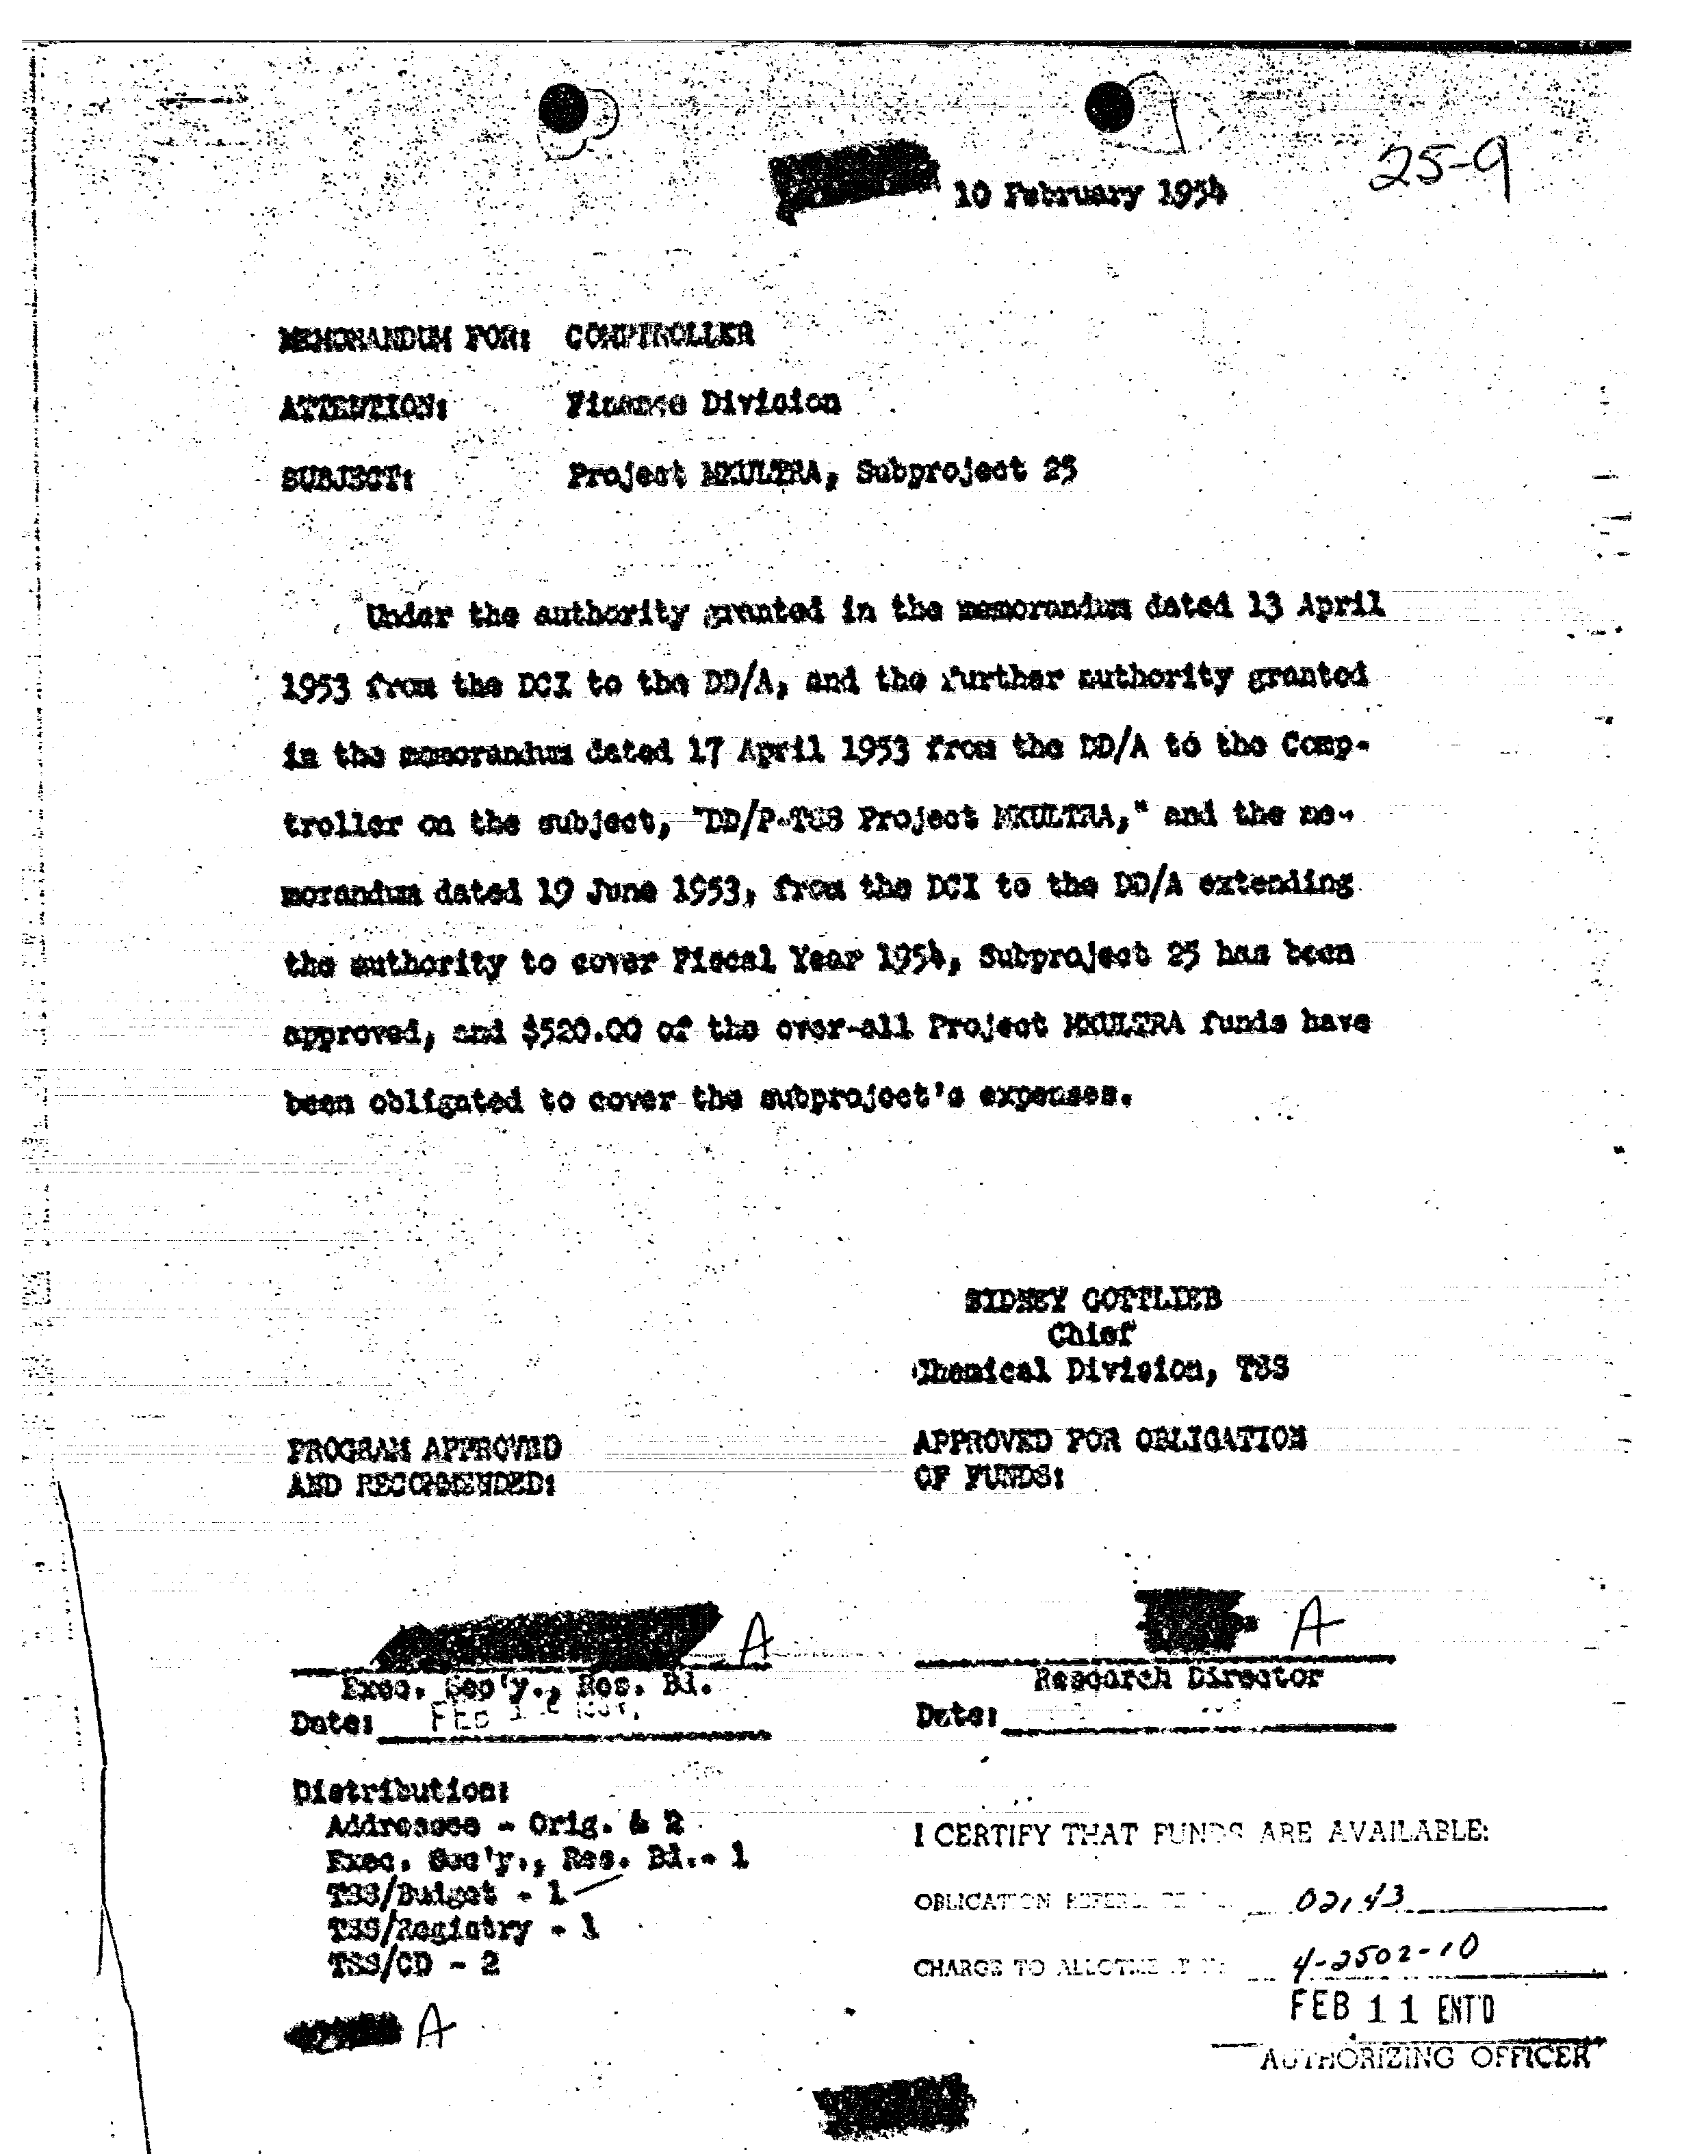 25-9
10 February 1954
MEMORANDUM FOR: COMPTROLLER
ATTENTION: Finance Division
SUBJECT: Project MKULTRA, Subproject 25
Under the authority granted in the memorandum dated 13 April
1953 from the DCI to the DD/A, and the further authority granted
in the memorandum dated 17 April 1953 from the DD/A to the Comp-
troller on the subject, "DD/P-TSS Project MKULTRA," and the me-
morandum dated 19 June 1953, from the DCI to the DD/A extending
the authority to cover Fiscal Year 1954, Subproject 25 has been
approved, and $520.00 of the over-all Project MKULTRA funds have
been obligated to cover the subproject's expenses.
SIDNEY GOTTLIEB
Chief
Chemical Division, TSS
PROGRAM APPROVED
AND RECOMMENDED:
APPROVED FOR OBLIGATION
OF FUNDS:
A
A
Exec. Sec'y., Res. Bd.
Research Director
Date: FEB
Date:
Distribution:
Addressee - Orig. & 2
Exec. Sec'y., Res. Bd.- 1
TSS/Budget - 1
TSS/Registry - 1
TSS/CD - 2
A
I CERTIFY THAT FUNDS ARE AVAILABLE:
OBLIGATION 02143
CHARGE TO ALLOTMENT 4-2502-10
FEB 11 ENT'D
AUTHORIZING OFFICER